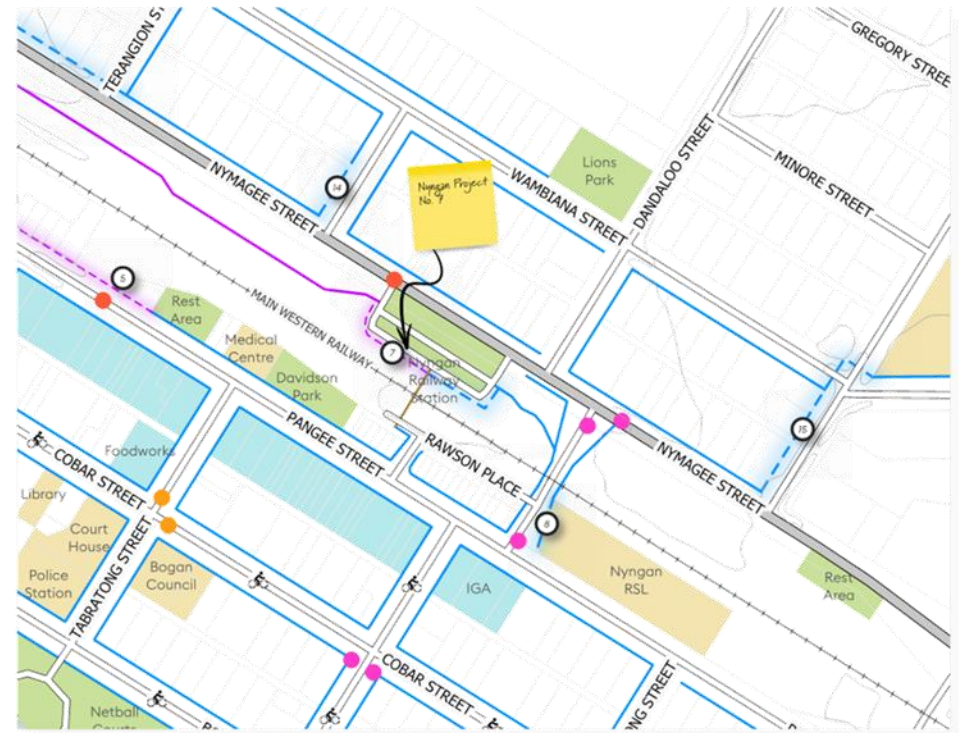 GREGORY STREE
TERANGION ST
Lions
Park
MINORE STREET
DANDALOO STREET
WAMBIANA STREET
NYMAGEE STREET
14
Nyngan Project
No. 7
5
Rest
Area
MAIN WESTERN RAILWAY
Medical
Centre
7
Nyngan
Railway
Station
Davidson
Park
15
PANGEE STREET
RAWSON PLACE
NYMAGEE STREET
Foodworks
COBAR STREET
Library
Court
House
8
Police
Station
TABRATONG STREET
Bogan
Council
IGA
Nyngan
RSL
Rest
Area
COBAR STREET
NG STREET
Netball